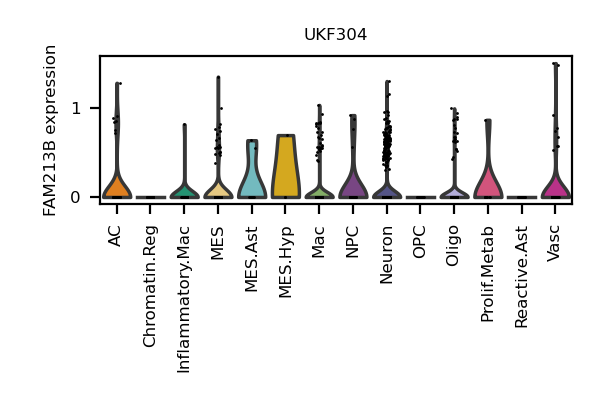 UKF304
FAM213B expression
1
0
AC
Chromatin.Reg
Inflammatory.Mac
MES
MES.Ast
MES.Hyp
Mac
NPC
Neuron
OPC
Oligo
Prolif.Metab
Reactive.Ast
Vasc